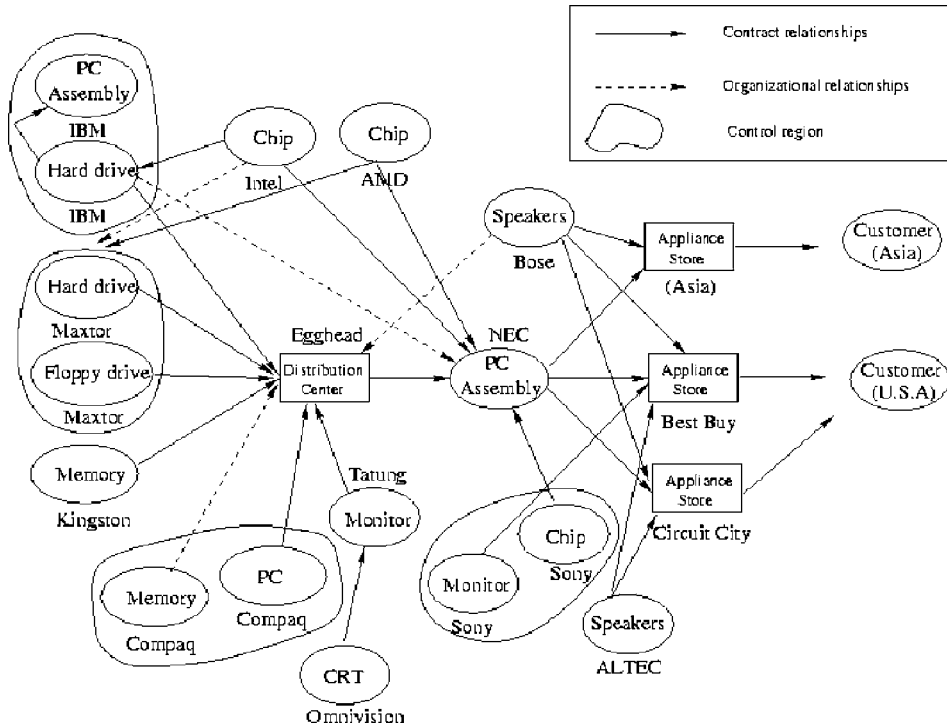 Contract relationships
Organizational relationships
Control region
PC
Assembly
IBM
Hard drive
IBM
Chip
Intel
Chip
AMD
Speakers
Bose
Appliance
Store
(Asia)
Customer
(Asia)
Hard drive
Maxtor
Floppy drive
Maxtor
Egghead
Distribution
Center
NEC
PC
Assembly
Appliance
Store
Best Buy
Customer
(U.S.A)
Memory
Kingston
Tatung
Monitor
Appliance
Store
Circuit City
Memory
Compaq
PC
Compaq
Chip
Sony
Monitor
Sony
Speakers
ALTEC
CRT
Omnivision